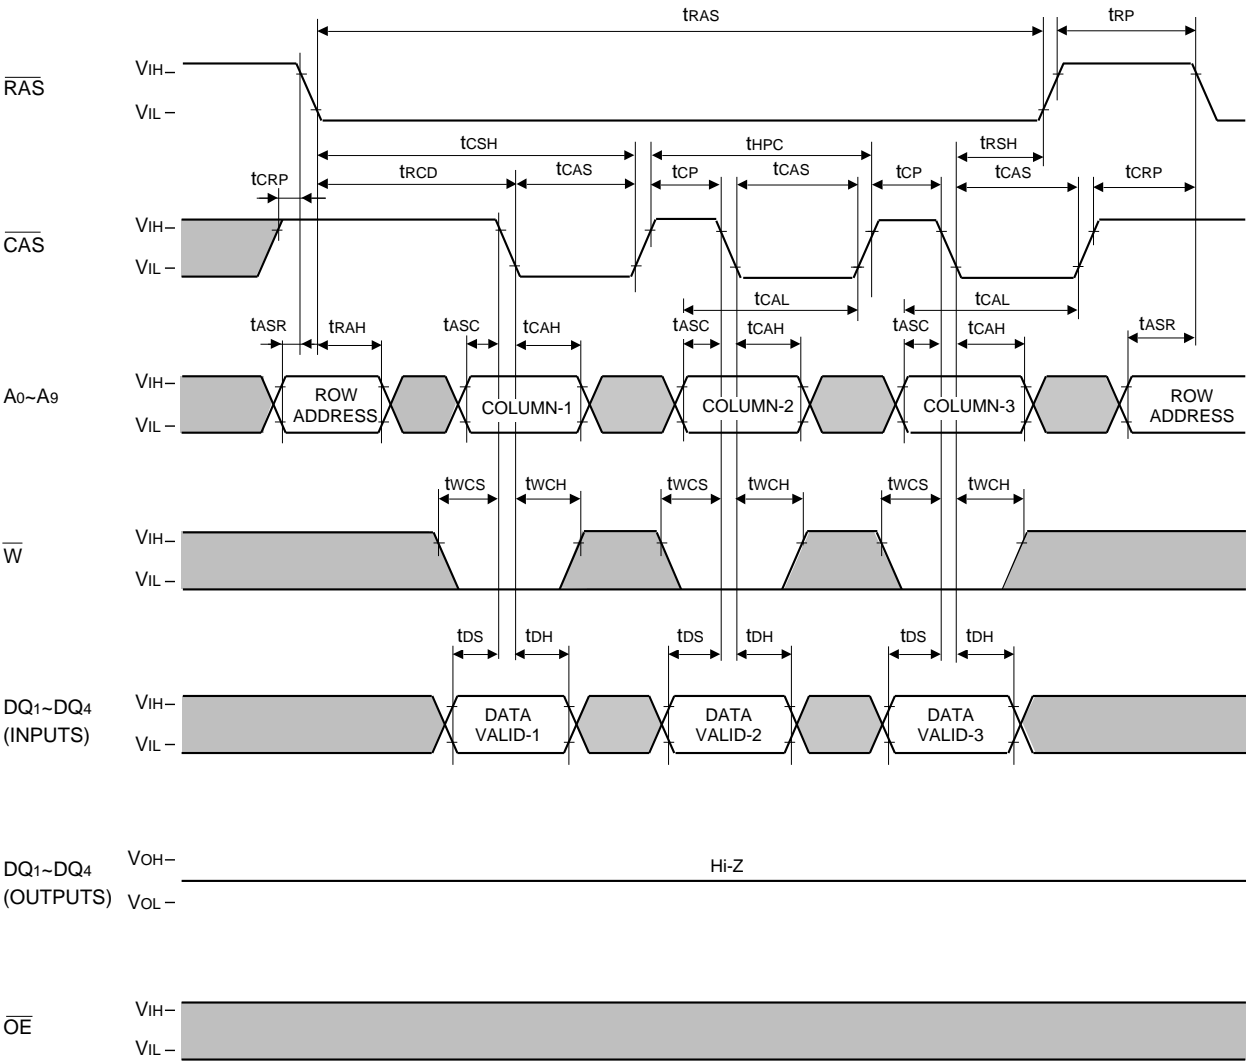 tRAS
tRP
RAS
VIH–
VIL –
tCSH
tHPC
tRSH
tCRP
tRCD
tCAS
tCP
tCAS
tCP
tCAS
tCRP
CAS
VIH–
VIL –
tCAL
tCAL
tASR
tRAH
tASC
tCAH
tASC
tCAH
tASC
tCAH
tASR
A0~A9
VIH–
VIL –
ROW
ADDRESS
COLUMN-1
COLUMN-2
COLUMN-3
ROW
ADDRESS
tWCS
tWCH
tWCS
tWCH
tWCS
tWCH
W
VIH–
VIL –
tDS
tDH
tDS
tDH
tDS
tDH
DQ1~DQ4
(INPUTS)
VIH–
VIL –
DATA
VALID-1
DATA
VALID-2
DATA
VALID-3
DQ1~DQ4
(OUTPUTS)
VOH–
VOL –
Hi-Z
OE
VIH–
VIL –